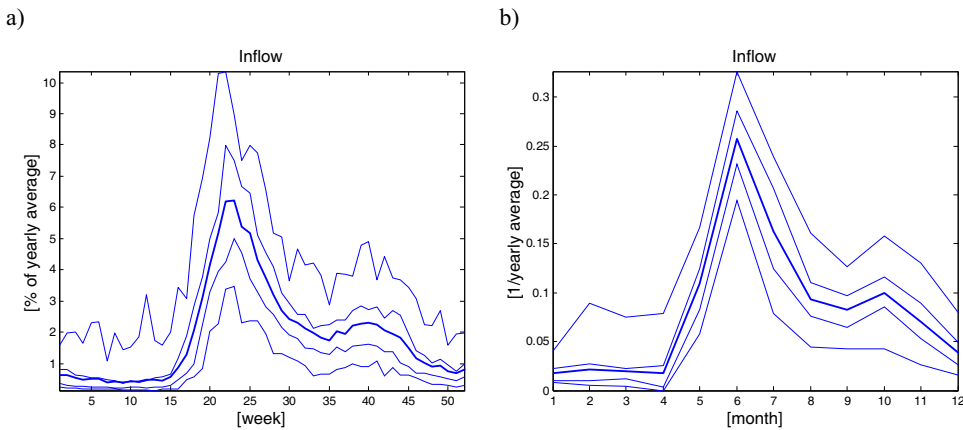 a)
b)
Inflow
10
9
8
7
6
5
4
3
2
1
[% of yearly average]
5 10 15 20 25 30 35 40 45 50
[week]
Inflow
0.3
0.25
0.2
0.15
0.1
0.05
0
[1/yearly average]
1 2 3 4 5 6 7 8 9 10 11 12
[month]